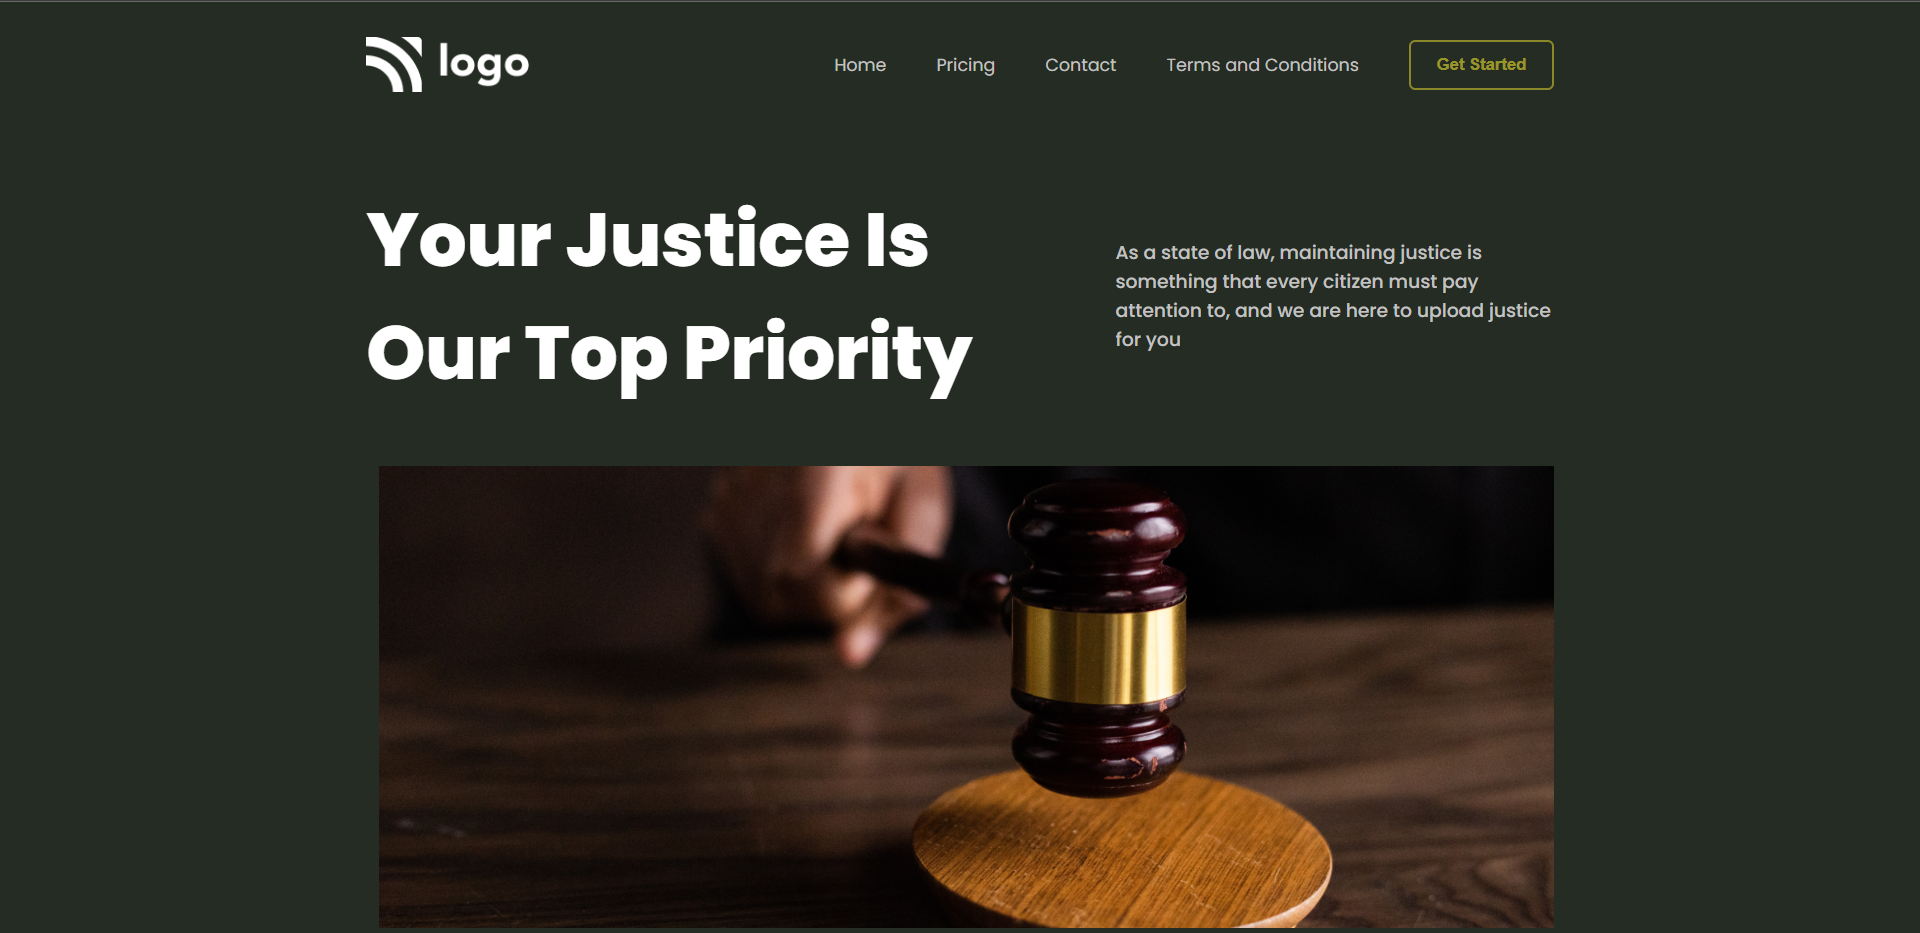 logo
Home Pricing Contact Terms and Conditions Get Started
Your Justice Is
Our Top Priority
As a state of law, maintaining justice is
something that every citizen must pay
attention to, and we are here to upload justice
for you